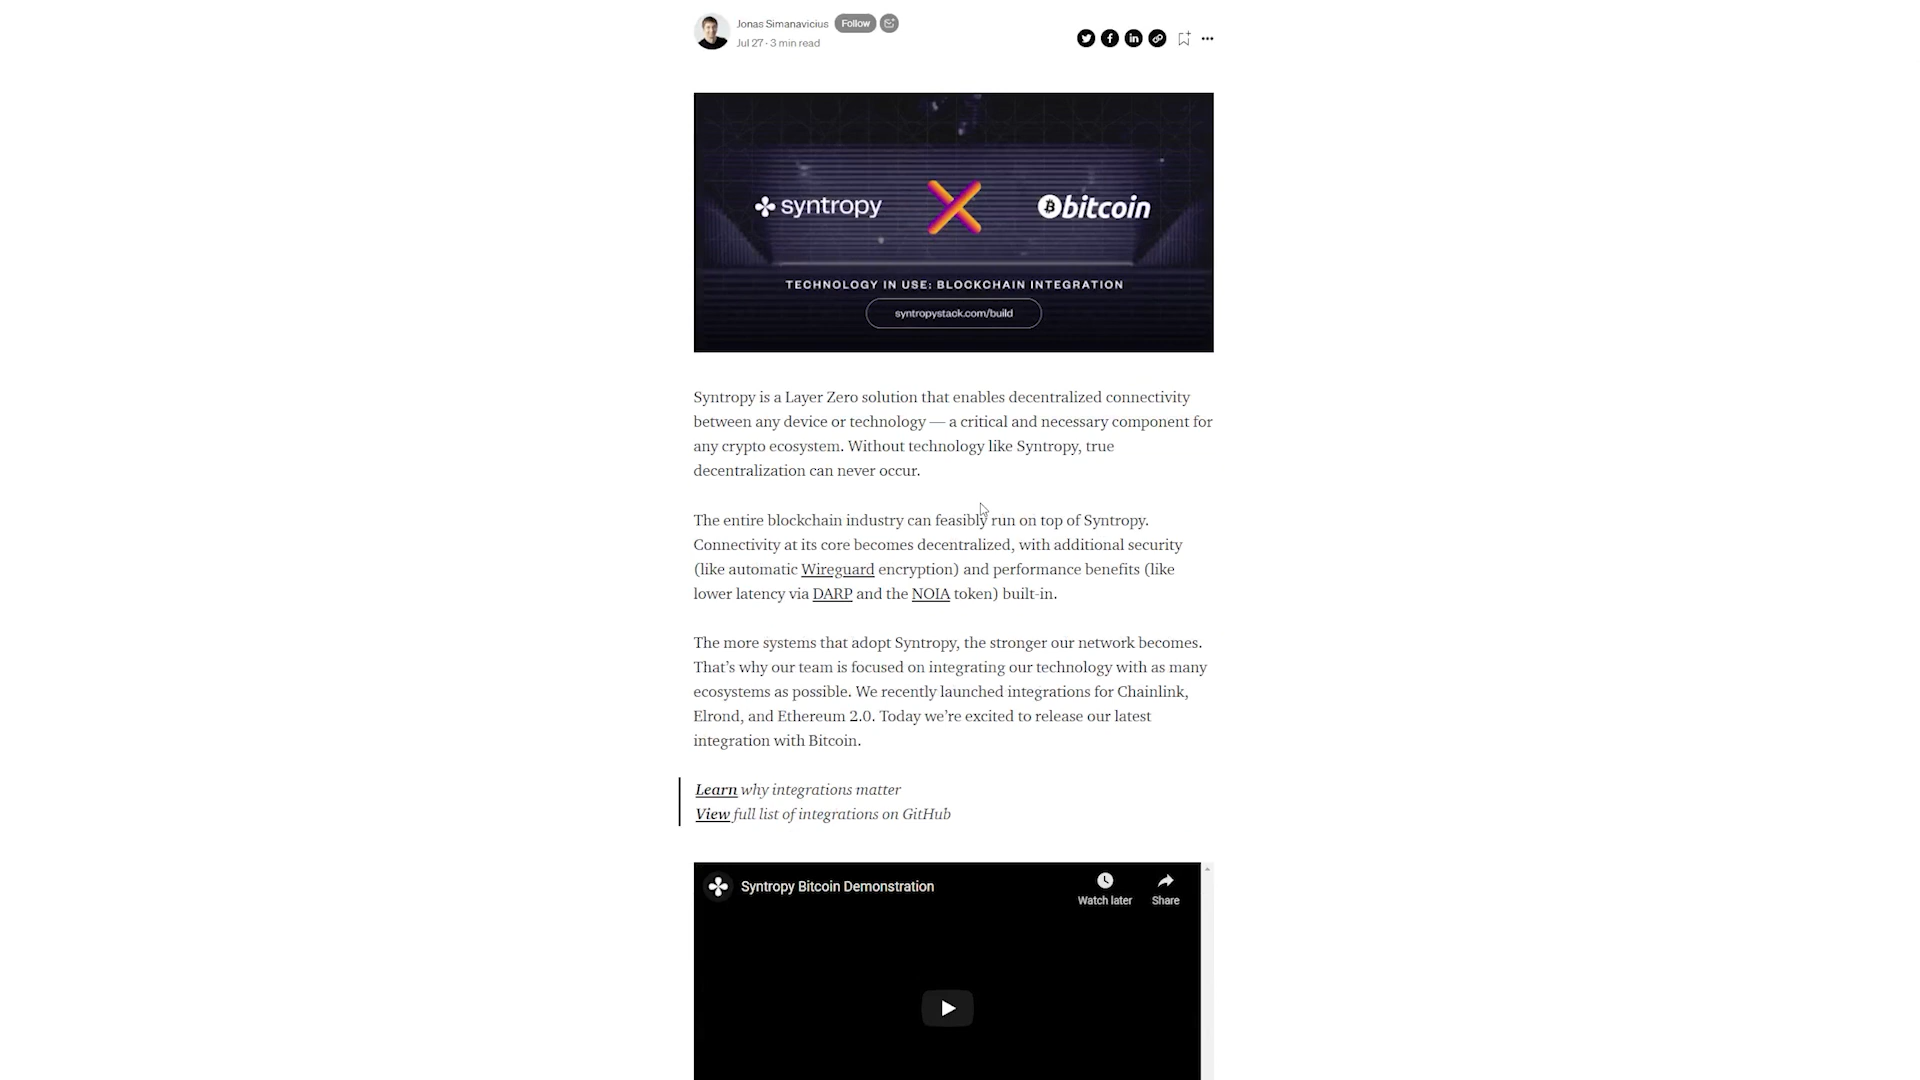 Jonas Simanavicius Follow
Jul 27 · 3 min read
syntropy bitcoin
TECHNOLOGY IN USE: BLOCKCHAIN INTEGRATION
syntropystack.com/build
Syntropy is a Layer Zero solution that enables decentralized connectivity
between any device or technology — a critical and necessary component for
any crypto ecosystem. Without technology like Syntropy, true
decentralization can never occur.
The entire blockchain industry can feasibly run on top of Syntropy.
Connectivity at its core becomes decentralized, with additional security
(like automatic Wireguard encryption) and performance benefits (like
lower latency via DARP and the NOIA token) built-in.
The more systems that adopt Syntropy, the stronger our network becomes.
That’s why our team is focused on integrating our technology with as many
ecosystems as possible. We recently launched integrations for Chainlink,
Elrond, and Ethereum 2.0. Today we’re excited to release our latest
integration with Bitcoin.
Learn why integrations matter
View full list of integrations on GitHub
Syntropy Bitcoin Demonstration
Watch later Share